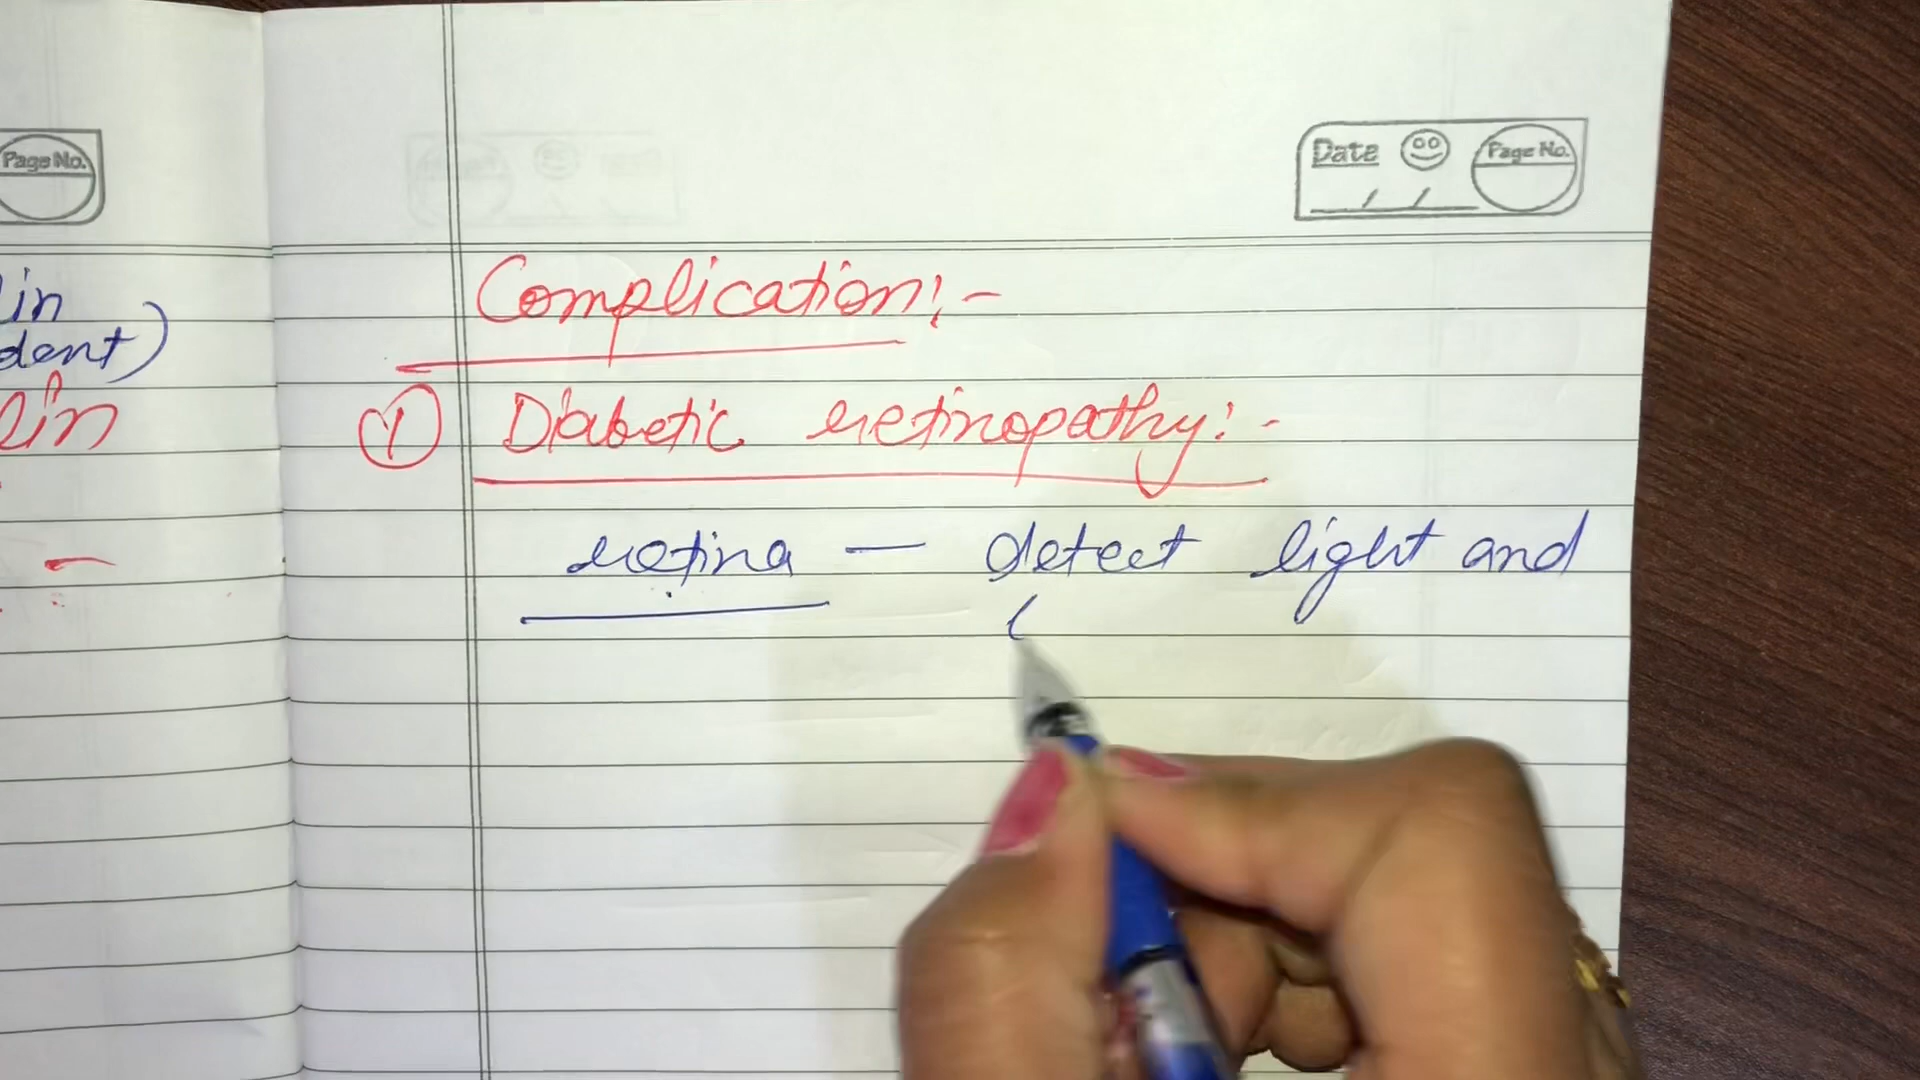 Page No.
lin
dent)
lin
Date
Page No.
Complication:-
① Diabetic retinopathy:-
retina — detect light and
(